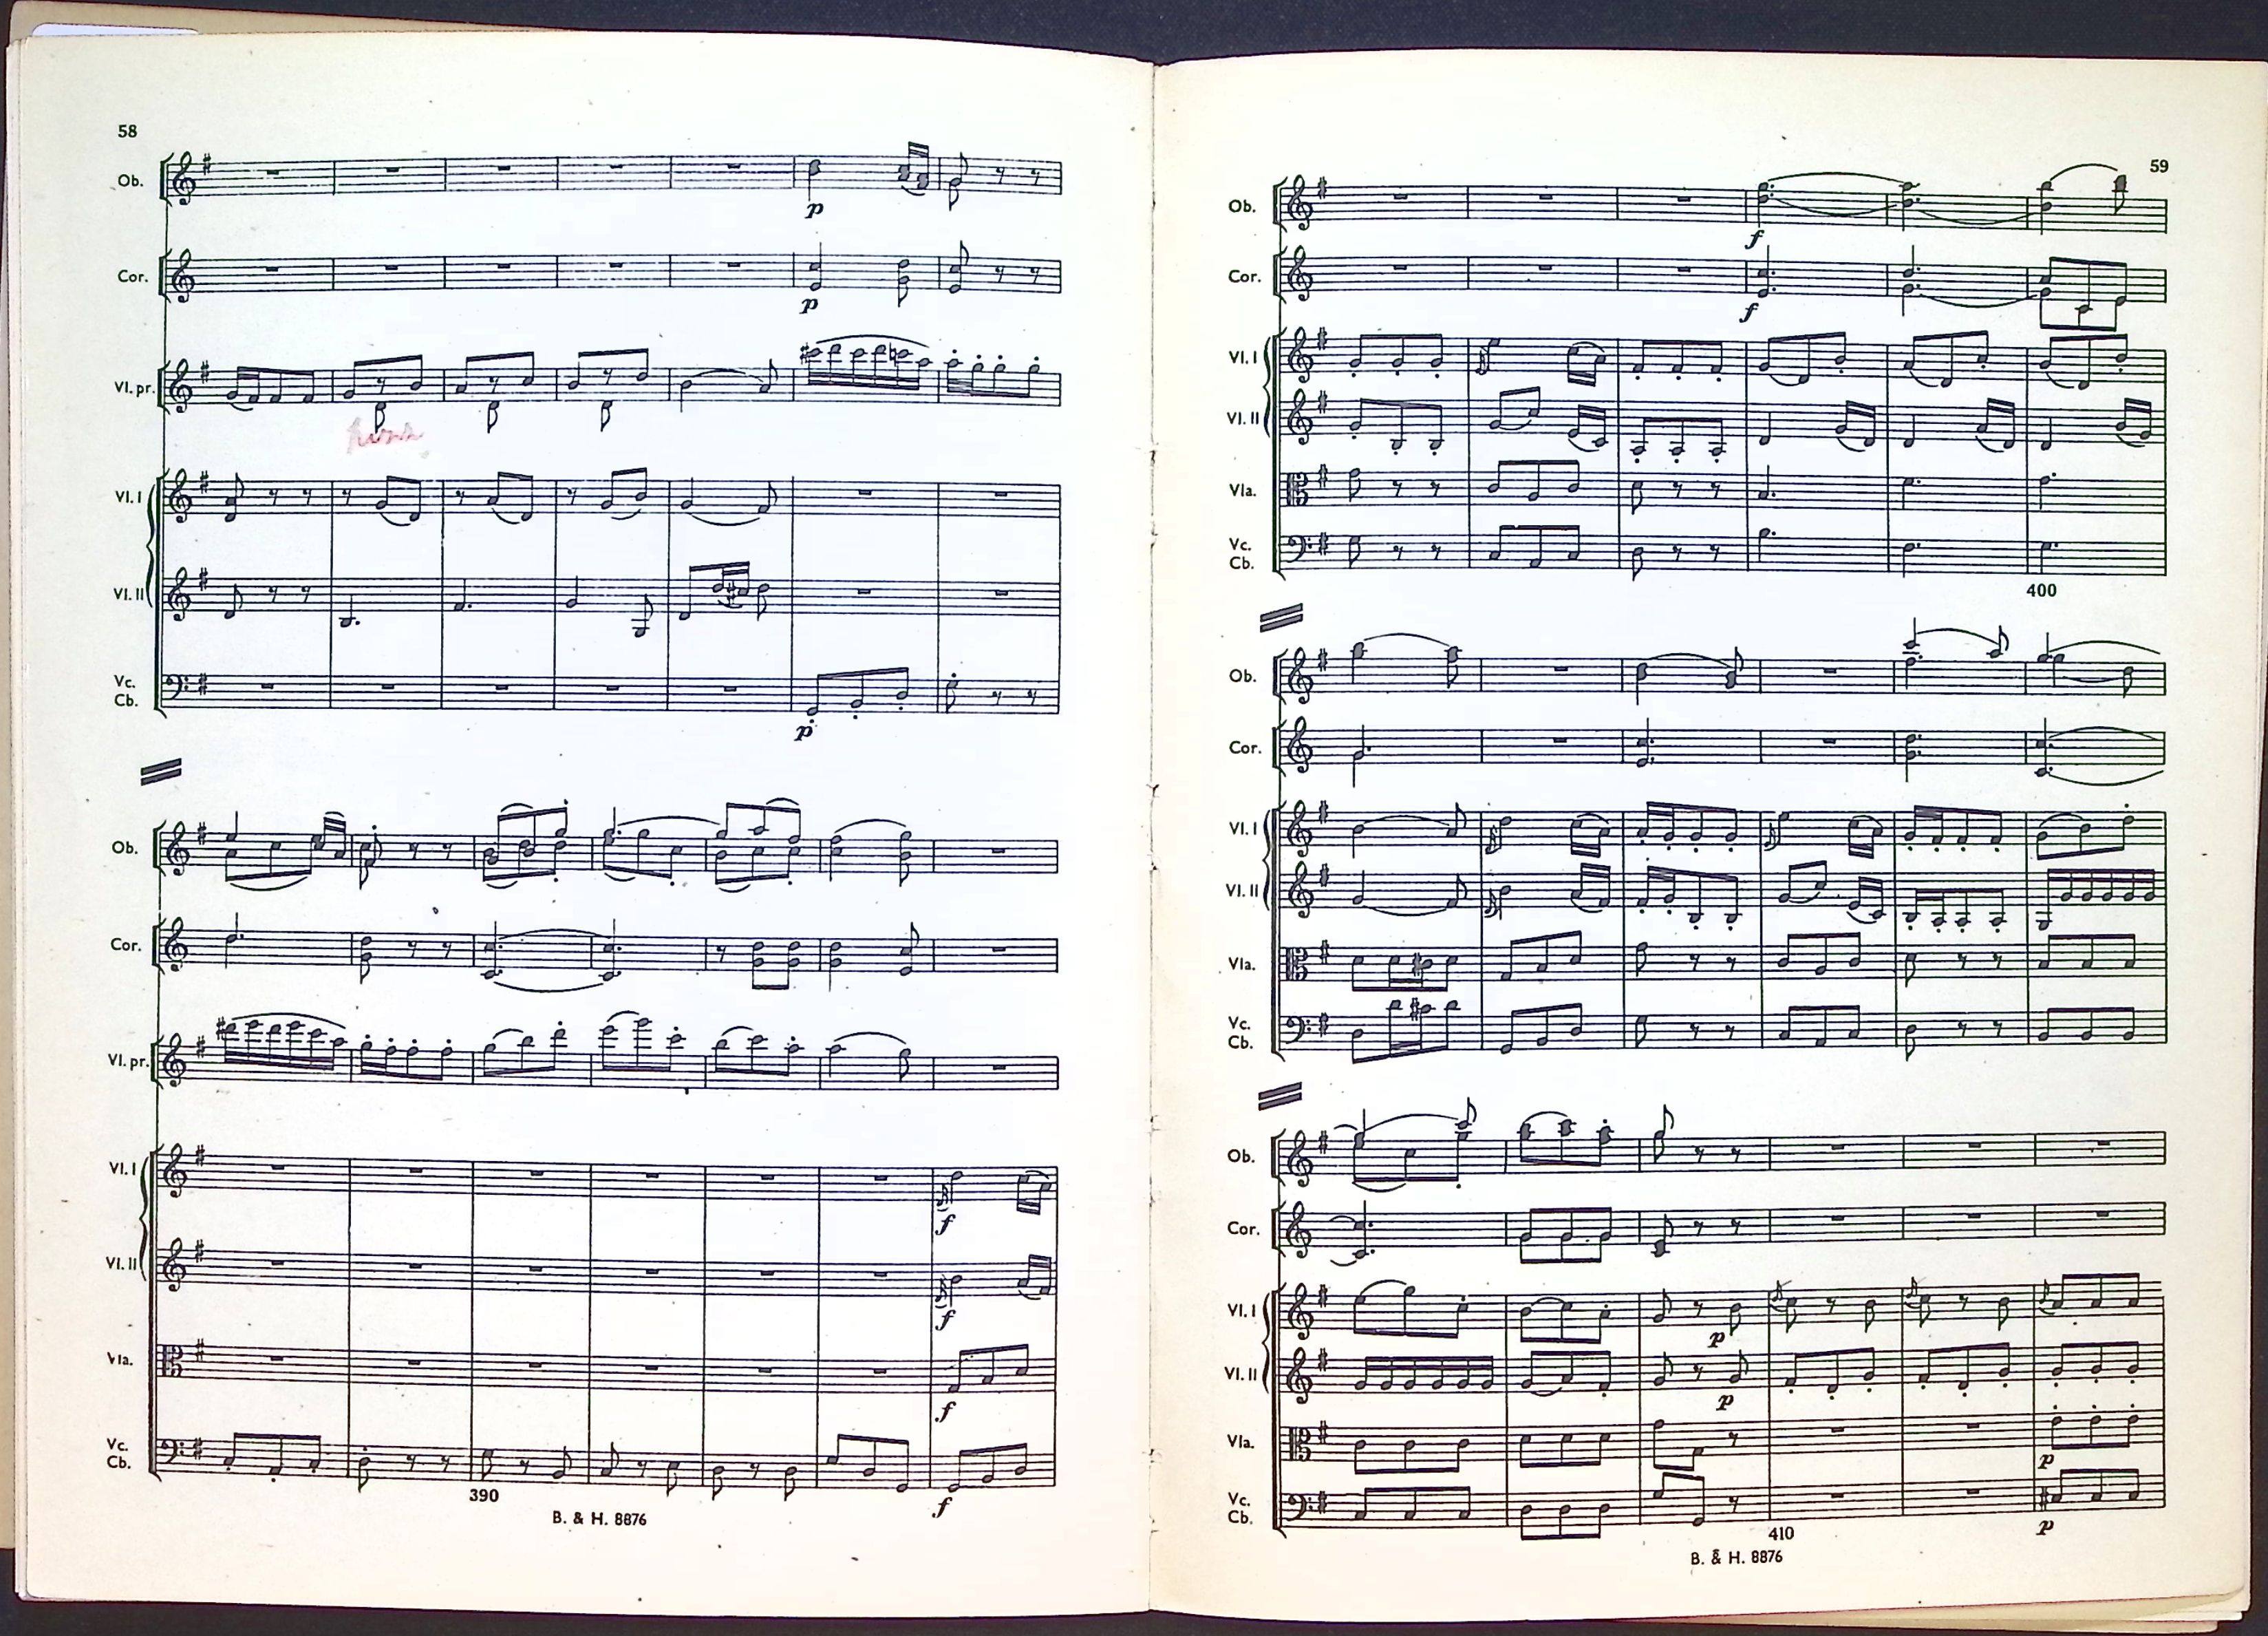 58
Ob.
p
Cor.
p
Vl. pr.
Vl. I
Vl. II
Vc.
Cb.
p
Ob.
Cor.
Vl. pr.
Vl. I
f
Vl. II
f
Vla.
f
Vc.
Cb.
390
f
B. & H. 8876
59
Ob.
f
Cor.
f
Vl. I
Vl. II
Vla.
Vc.
Cb.
400
Ob.
Cor.
Vl. I
Vl. II
Vla.
Vc.
Cb.
Ob.
Cor.
Vl. I
p
Vl. II
p
Vla.
p
Vc.
Cb.
410
p
B. & H. 8876